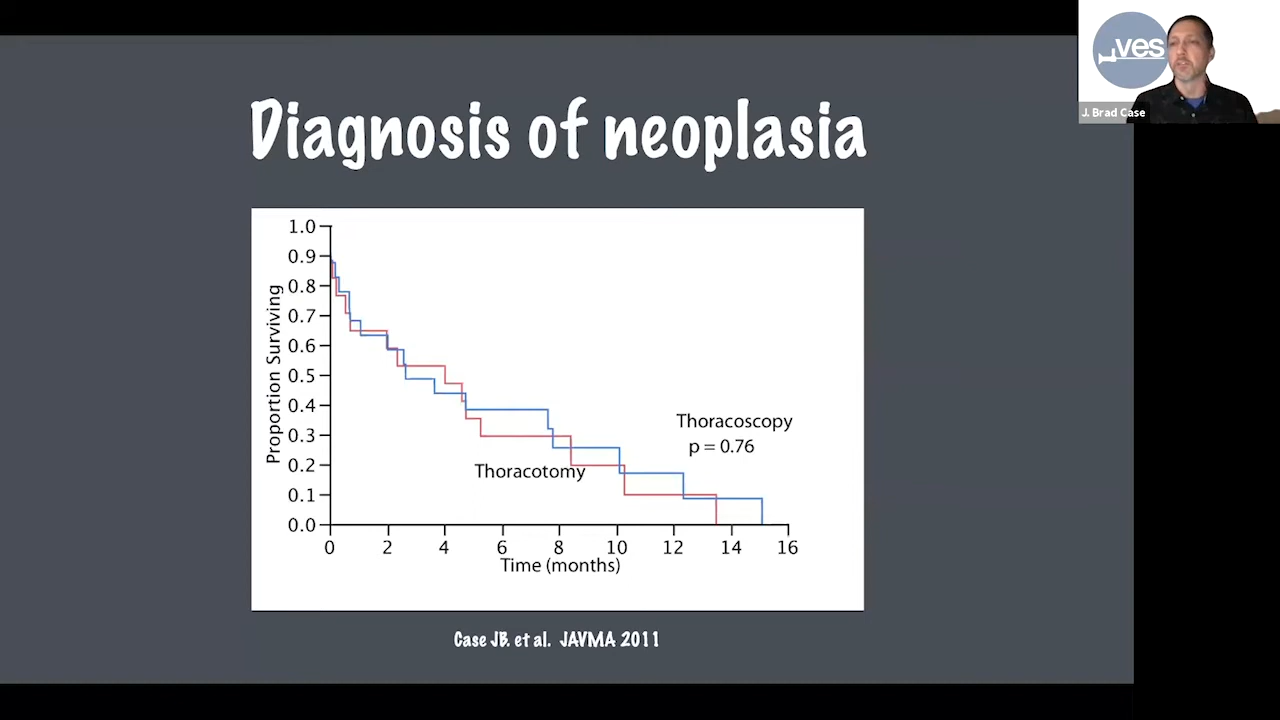 Diagnosis of neoplasia
ves
J. Brad Case
1.0
0.9
0.8
0.7
0.6
0.5
0.4
0.3
0.2
0.1
0.0
Proportion Surviving
Thoracoscopy
p = 0.76
Thoracotomy
0 2 4 6 8 10 12 14 16
Time (months)
Case JB. et al. JAVMA 2011